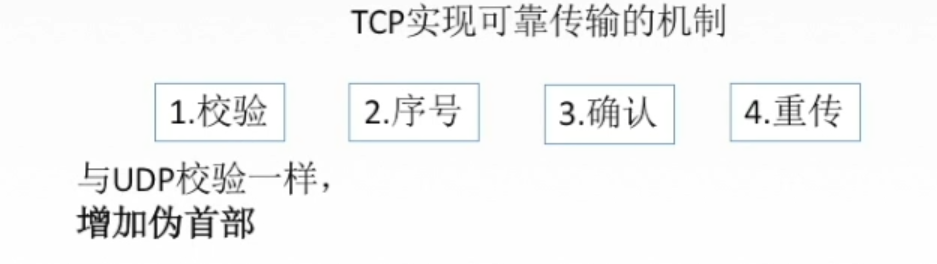 TCP实现可靠传输的机制
1.校验
2.序号
3.确认
4.重传
与UDP校验一样，
增加伪首部